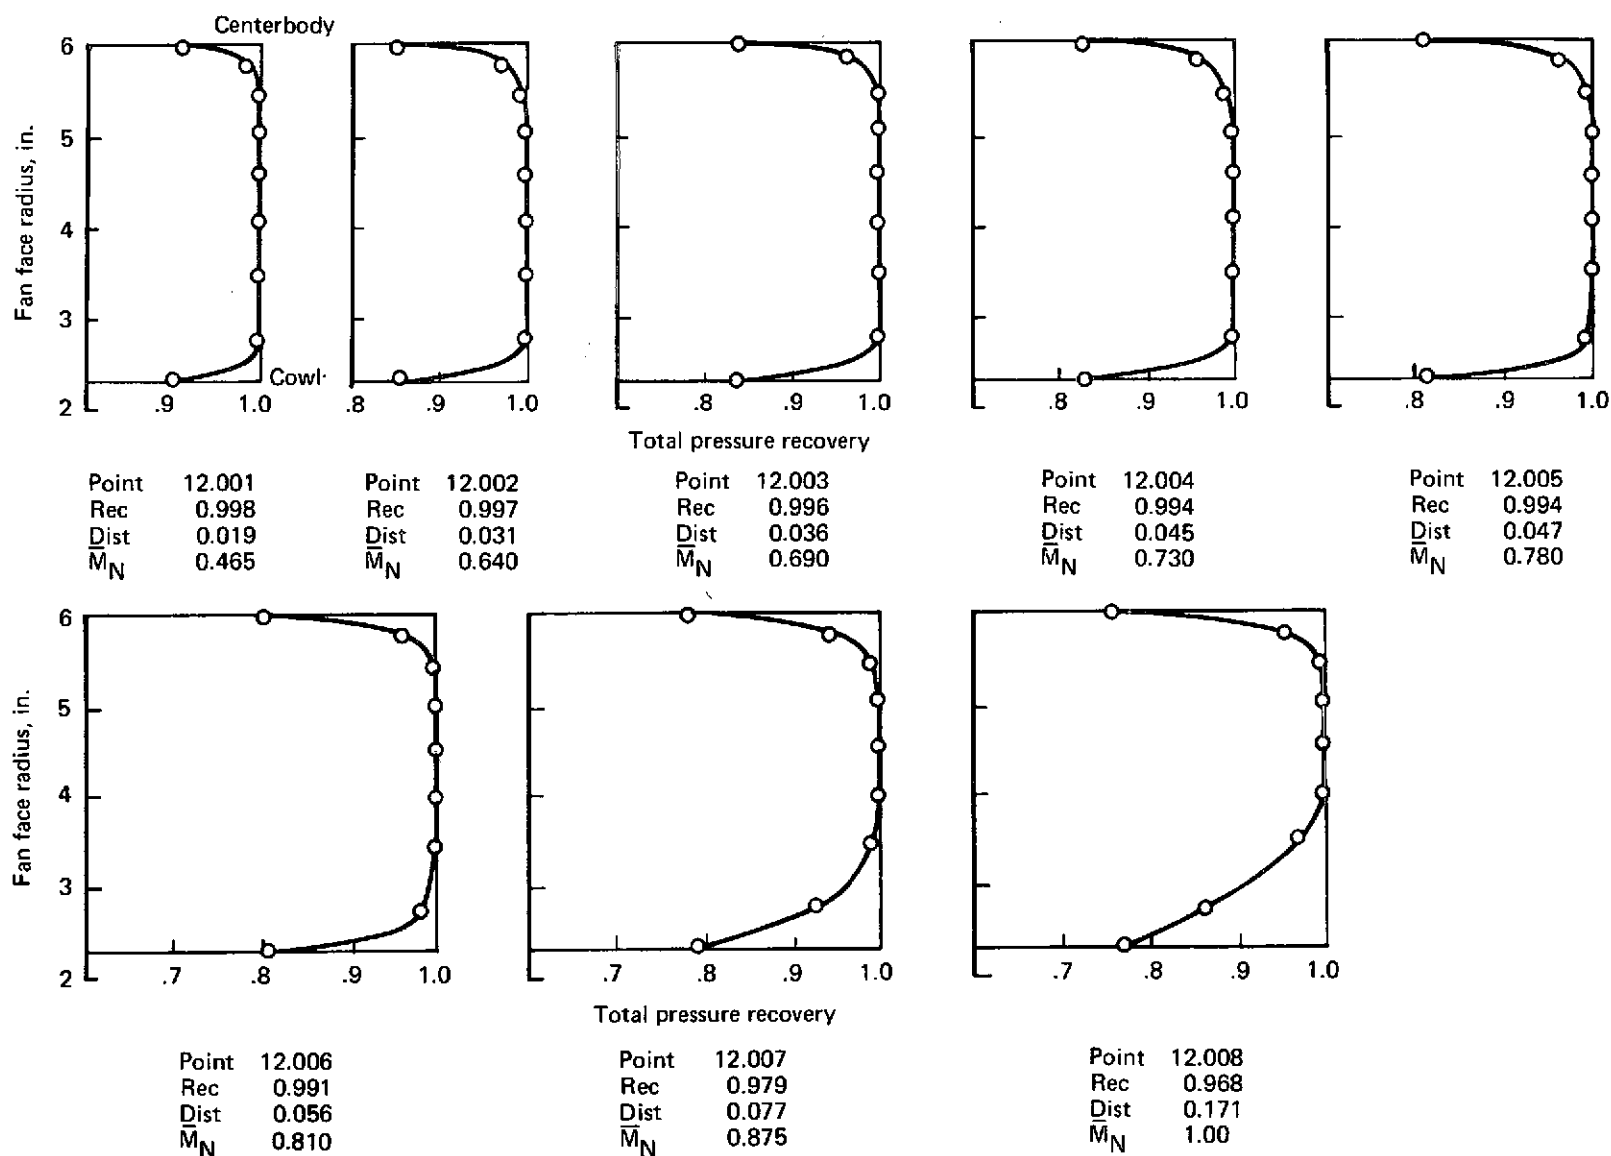 Centerbody
Fan face radius, in.
6
5
4
3
2
Cowl
.9 1.0
.8 .9 1.0
.8 .9 1.0
.8 .9 1.0
.8 .9 1.0
Total pressure recovery
Point 12.001
Rec 0.998
Dist 0.019
M̅N 0.465
Point 12.002
Rec 0.997
Dist 0.031
M̅N 0.640
Point 12.003
Rec 0.996
Dist 0.036
M̅N 0.690
Point 12.004
Rec 0.994
Dist 0.045
M̅N 0.730
Point 12.005
Rec 0.994
Dist 0.047
M̅N 0.780
Fan face radius, in.
6
5
4
3
2
.7 .8 .9 1.0
.7 .8 .9 1.0
.7 .8 .9 1.0
Total pressure recovery
Point 12.006
Rec 0.991
Dist 0.056
M̅N 0.810
Point 12.007
Rec 0.979
Dist 0.077
M̅N 0.875
Point 12.008
Rec 0.968
Dist 0.171
M̅N 1.00